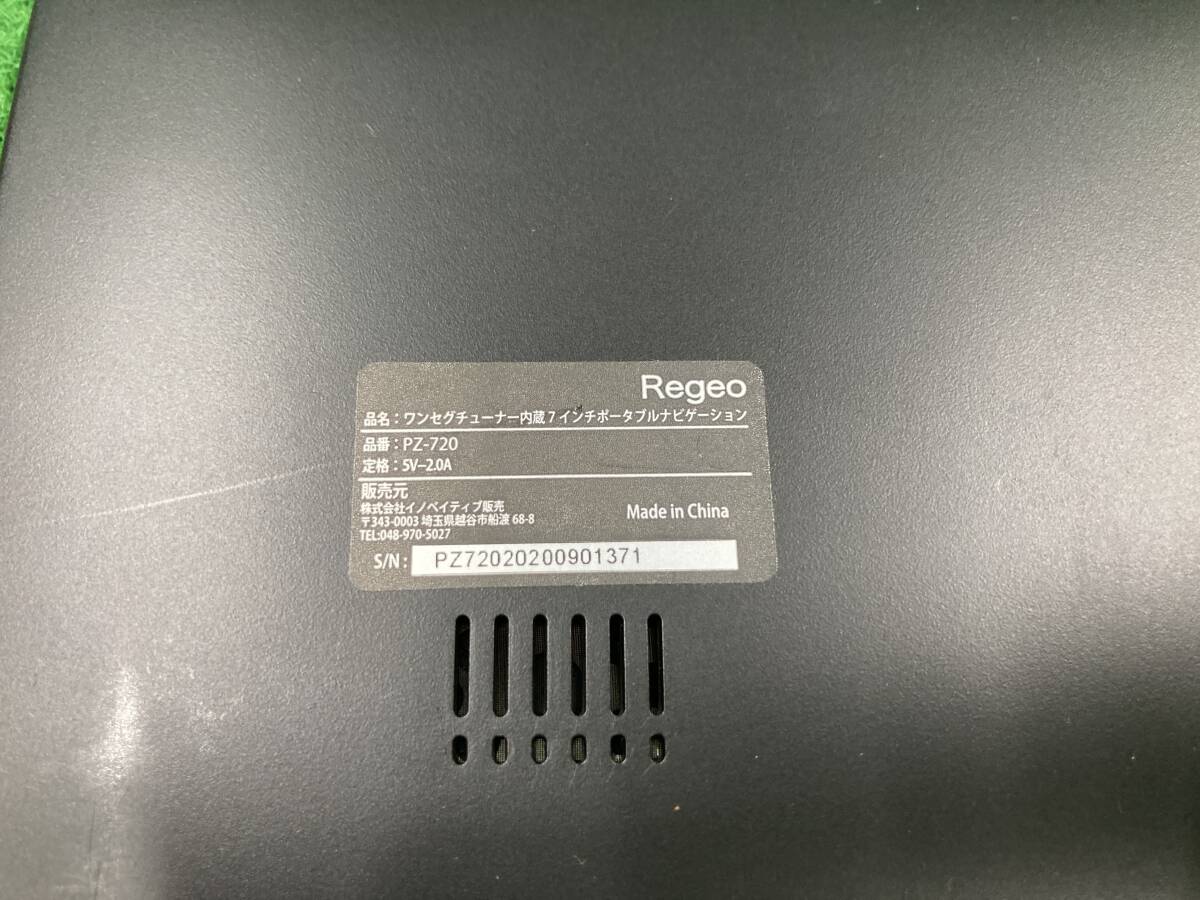 Regeo
品名：ワンセグチューナー内蔵7インチポータブルナビゲーション
品番：PZ-720
定格：5V-2.0A
販売元
株式会社イノベイティブ販売
〒343-0003 埼玉県越谷市船渡 68-8
TEL:048-970-5027
Made in China
S/N : PZ72020200901371